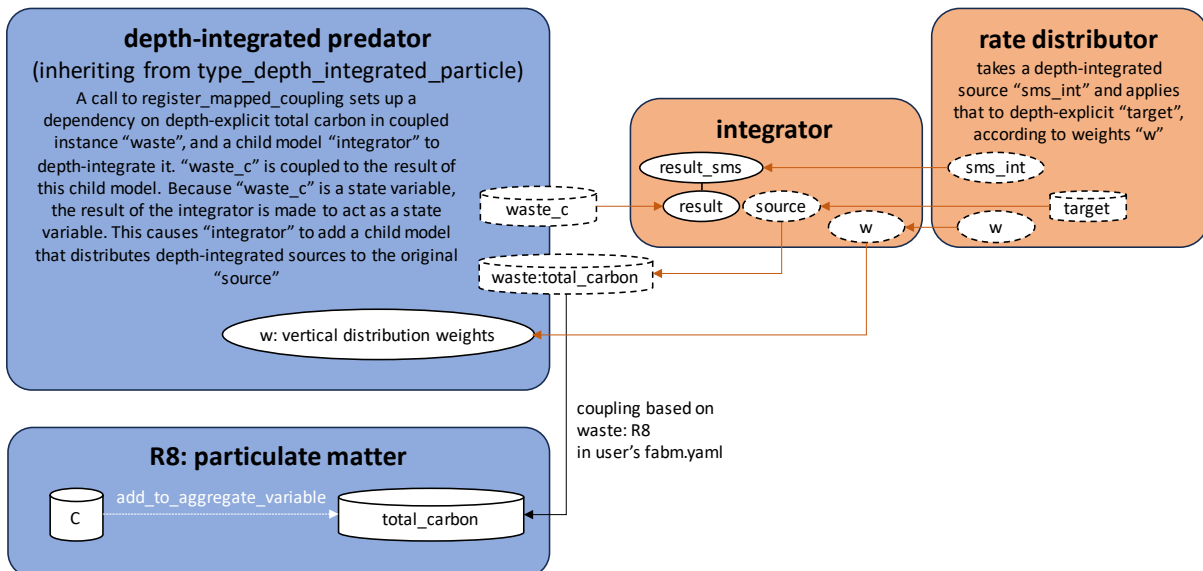 depth-integrated predator
(inheriting from type_depth_integrated_particle)
A call to register_mapped_coupling sets up a
dependency on depth-explicit total carbon in coupled
instance “waste”, and a child model “integrator” to
depth-integrate it. “waste_c” is coupled to the result of
this child model. Because “waste_c” is a state variable,
the result of the integrator is made to act as a state
variable. This causes “integrator” to add a child model
that distributes depth-integrated sources to the original
“source”
waste_c
waste:total_carbon
w: vertical distribution weights
integrator
result_sms
result
source
w
rate distributor
takes a depth-integrated
source “sms_int” and applies
that to depth-explicit “target”,
according to weights “w”
sms_int
target
w
coupling based on
waste: R8
in user’s fabm.yaml
R8: particulate matter
C
add_to_aggregate_variable
total_carbon